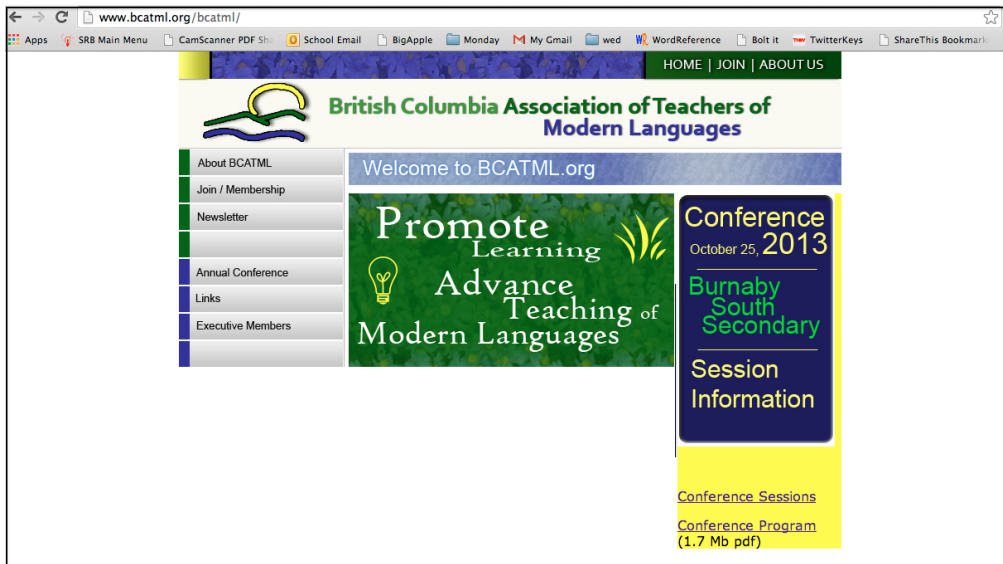 www.bcatml.org/bcatml/
Apps SRB Main Menu CamScanner PDF Sh School Email BigApple Monday My Gmail wed WordReference Bolt it TwitterKeys ShareThis Bookmark
HOME | JOIN | ABOUT US
British Columbia Association of Teachers of
Modern Languages
About BCATML
Join / Membership
Newsletter
Annual Conference
Links
Executive Members
Welcome to BCATML.org
Promote
Learning
Advance
Teaching of
Modern Languages
Conference
October 25, 2013
Burnaby
South
Secondary
Session
Information
Conference Sessions
Conference Program
(1.7 Mb pdf)